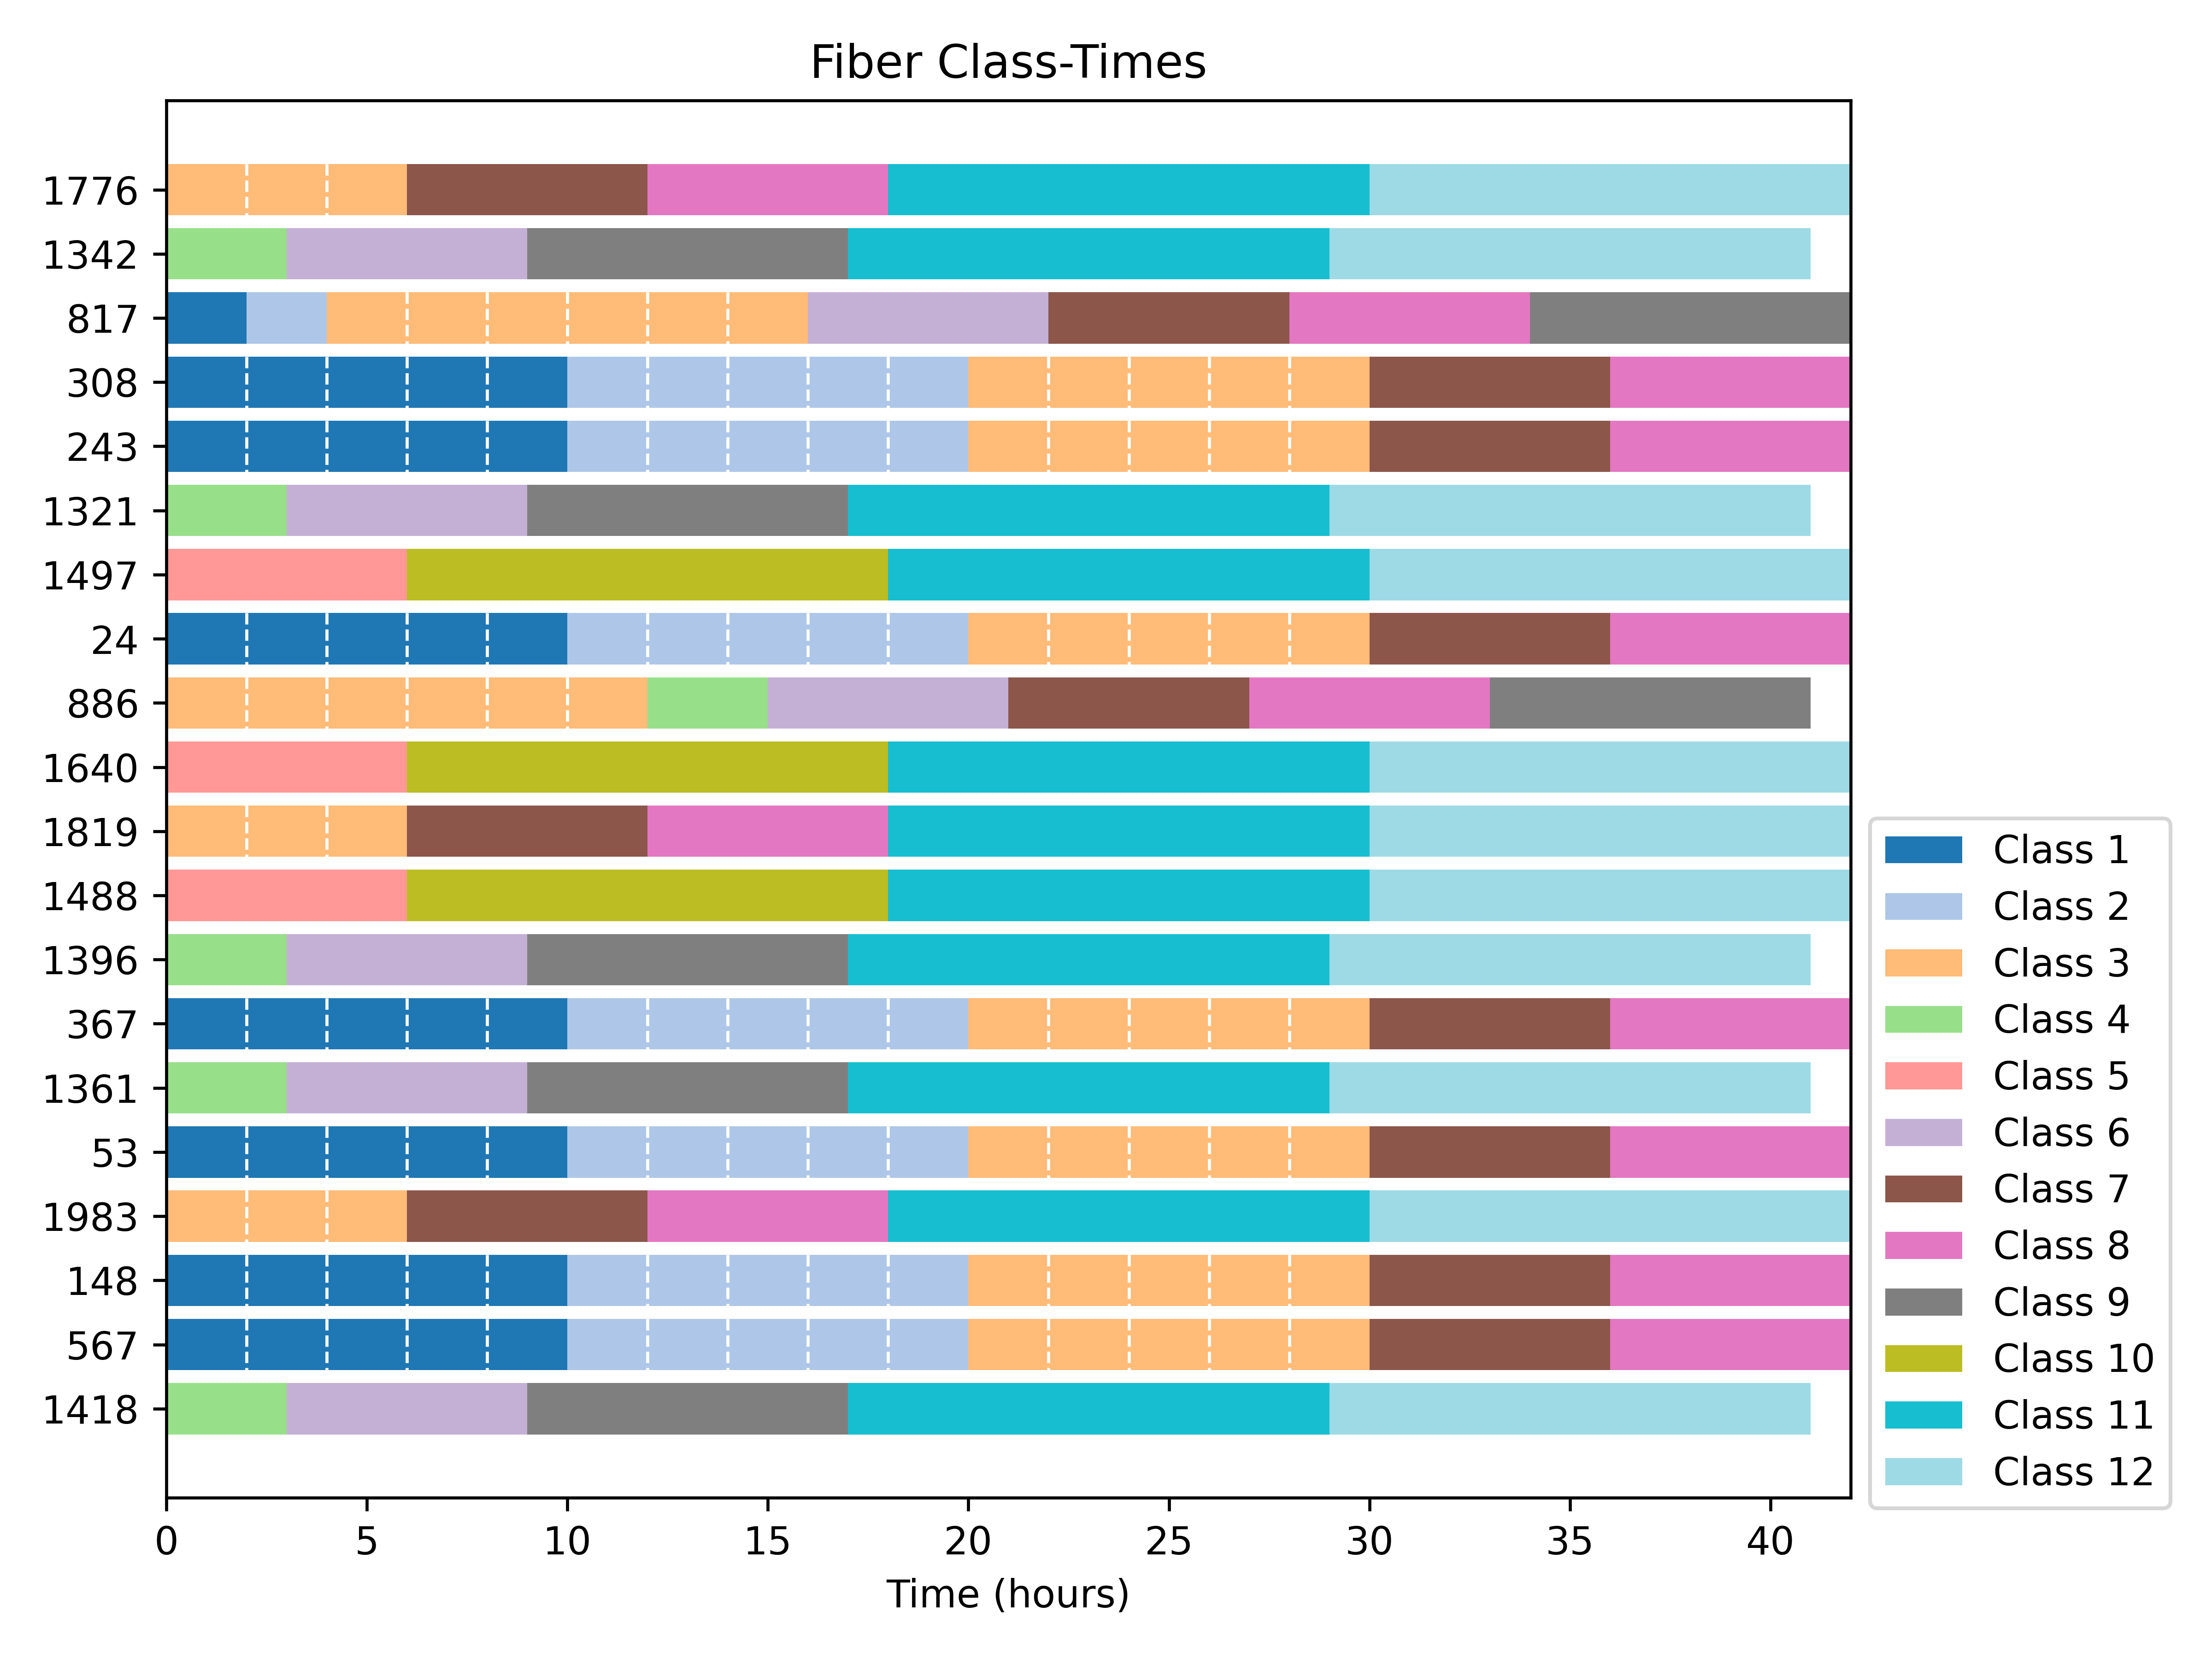 Fiber Class-Times
1776
1342
817
308
243
1321
1497
24
886
1640
1819
1488
1396
367
1361
53
1983
148
567
1418
0 5 10 15 20 25 30 35 40
Time (hours)
Class 1
Class 2
Class 3
Class 4
Class 5
Class 6
Class 7
Class 8
Class 9
Class 10
Class 11
Class 12